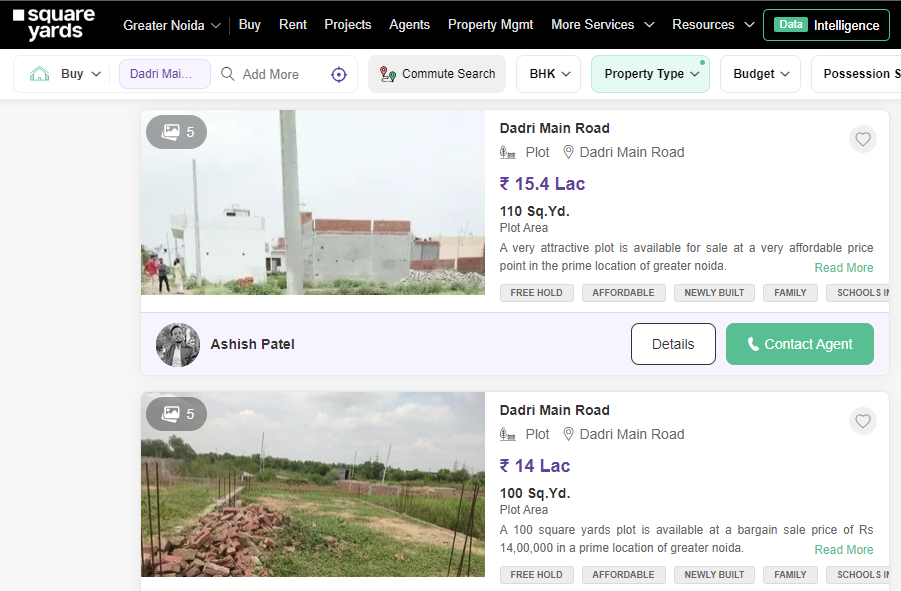 square yards
Greater Noida Buy Rent Projects Agents Property Mgmt More Services Resources Data Intelligence
Buy Dadri Mai... Add More Commute Search BHK Property Type Budget Possession S
5
Dadri Main Road
Plot Dadri Main Road
₹ 15.4 Lac
110 Sq.Yd.
Plot Area
A very attractive plot is available for sale at a very affordable price
point in the prime location of greater noida. Read More
FREE HOLD AFFORDABLE NEWLY BUILT FAMILY SCHOOLS IN
Ashish Patel Details Contact Agent
5
Dadri Main Road
Plot Dadri Main Road
₹ 14 Lac
100 Sq.Yd.
Plot Area
A 100 square yards plot is available at a bargain sale price of Rs
14,00,000 in a prime location of greater noida. Read More
FREE HOLD AFFORDABLE NEWLY BUILT FAMILY SCHOOLS IN